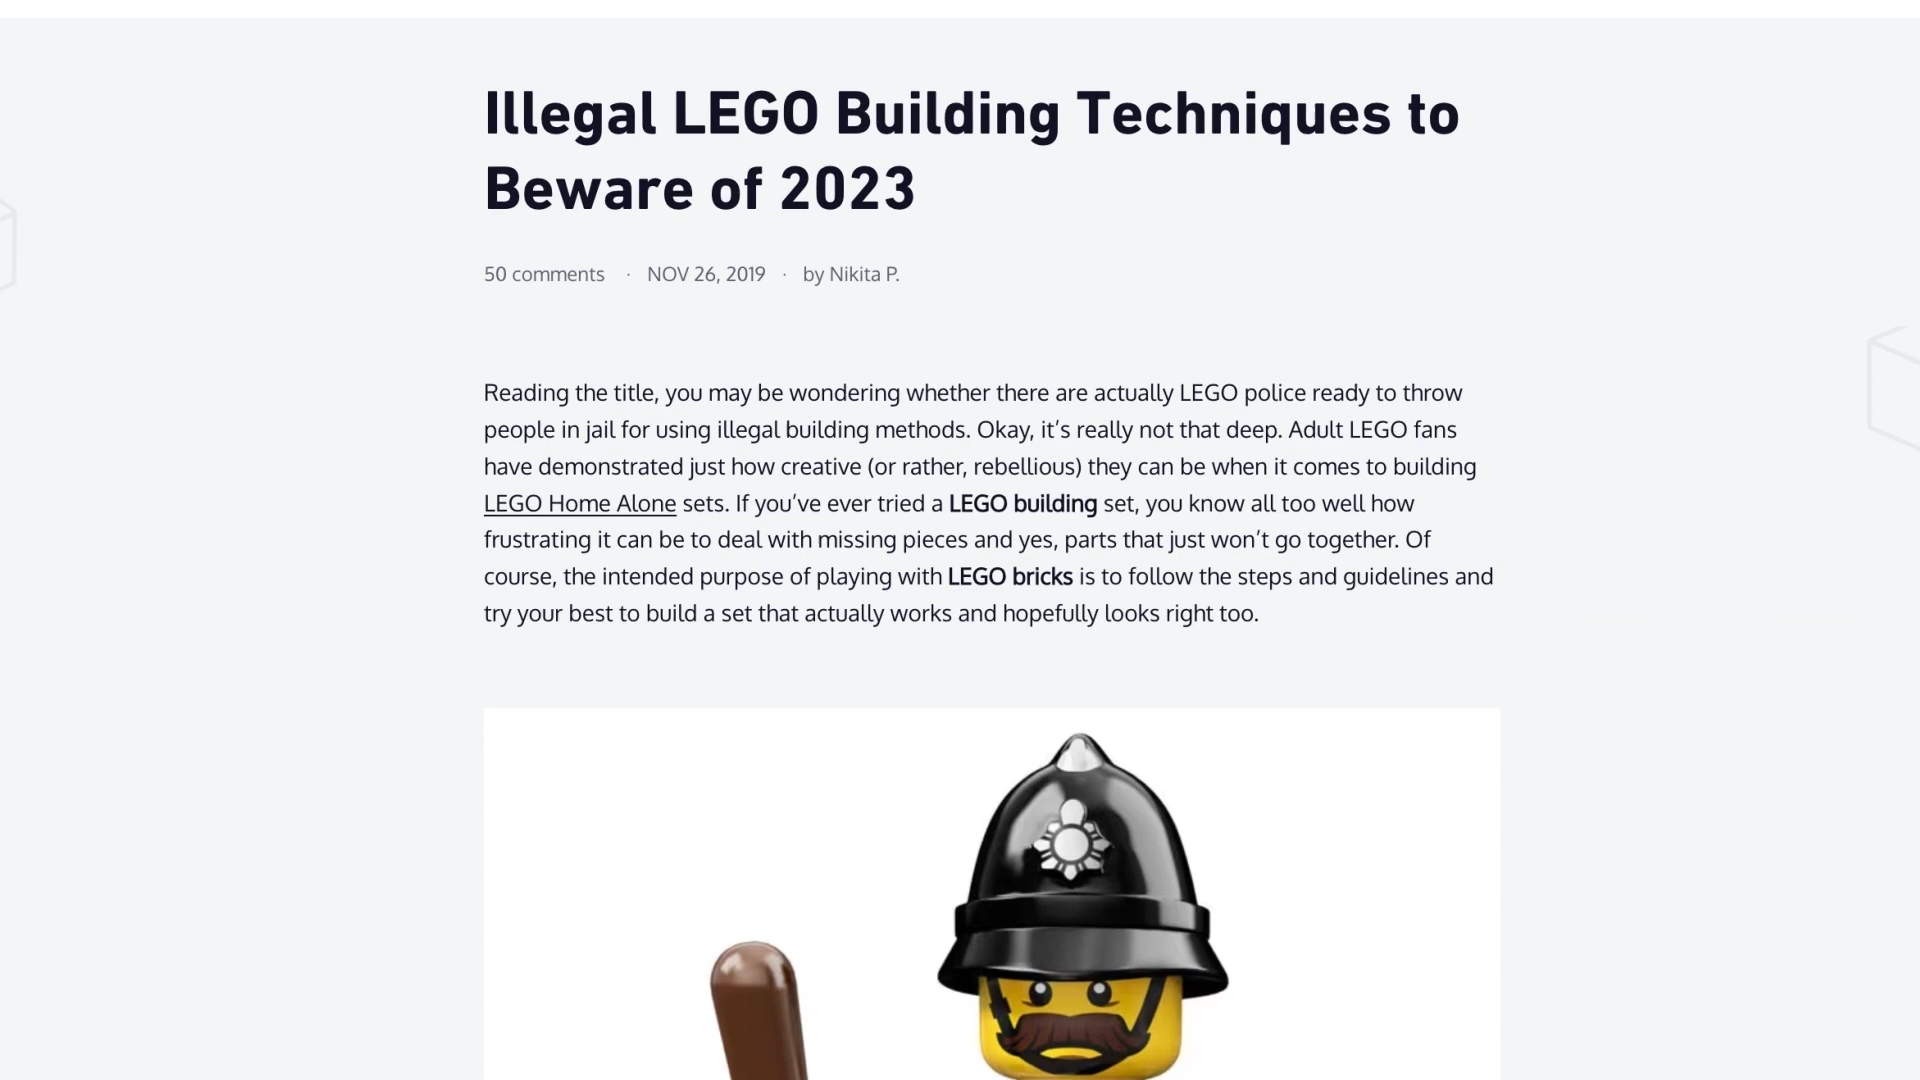 Illegal LEGO Building Techniques to
Beware of 2023
50 comments · NOV 26, 2019 · by Nikita P.
Reading the title, you may be wondering whether there are actually LEGO police ready to throw
people in jail for using illegal building methods. Okay, it’s really not that deep. Adult LEGO fans
have demonstrated just how creative (or rather, rebellious) they can be when it comes to building
LEGO Home Alone sets. If you’ve ever tried a LEGO building set, you know all too well how
frustrating it can be to deal with missing pieces and yes, parts that just won’t go together. Of
course, the intended purpose of playing with LEGO bricks is to follow the steps and guidelines and
try your best to build a set that actually works and hopefully looks right too.